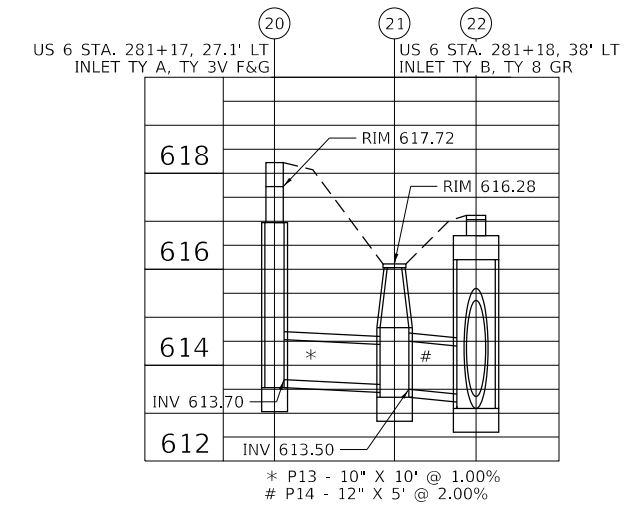 20 21 22
US 6 STA. 281+17, 27.1' LT
INLET TY A, TY 3V F&G
US 6 STA. 281+18, 38' LT
INLET TY B, TY 8 GR
RIM 617.72
618
RIM 616.28
616
614
* #
INV 613.70
INV 613.50
612
* P13 - 10" X 10' @ 1.00%
# P14 - 12" X 5' @ 2.00%